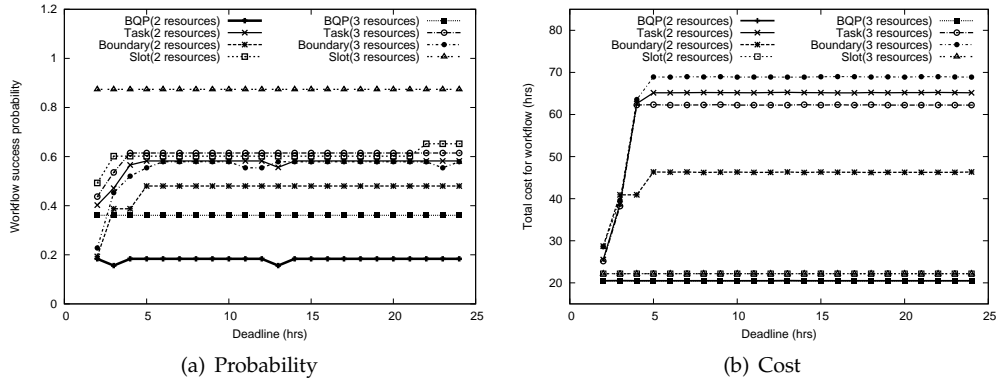 Workflow success probability
1.2
1
0.8
0.6
0.4
0.2
0
0
5
10
15
20
25
Deadline (hrs)
BQP(2 resources)
Task(2 resources)
Boundary(2 resources)
Slot(2 resources)
BQP(3 resources)
Task(3 resources)
Boundary(3 resources)
Slot(3 resources)
(a) Probability
Total cost for workflow (hrs)
80
70
60
50
40
30
20
0
5
10
15
20
25
Deadline (hrs)
BQP(2 resources)
Task(2 resources)
Boundary(2 resources)
Slot(2 resources)
BQP(3 resources)
Task(3 resources)
Boundary(3 resources)
Slot(3 resources)
(b) Cost